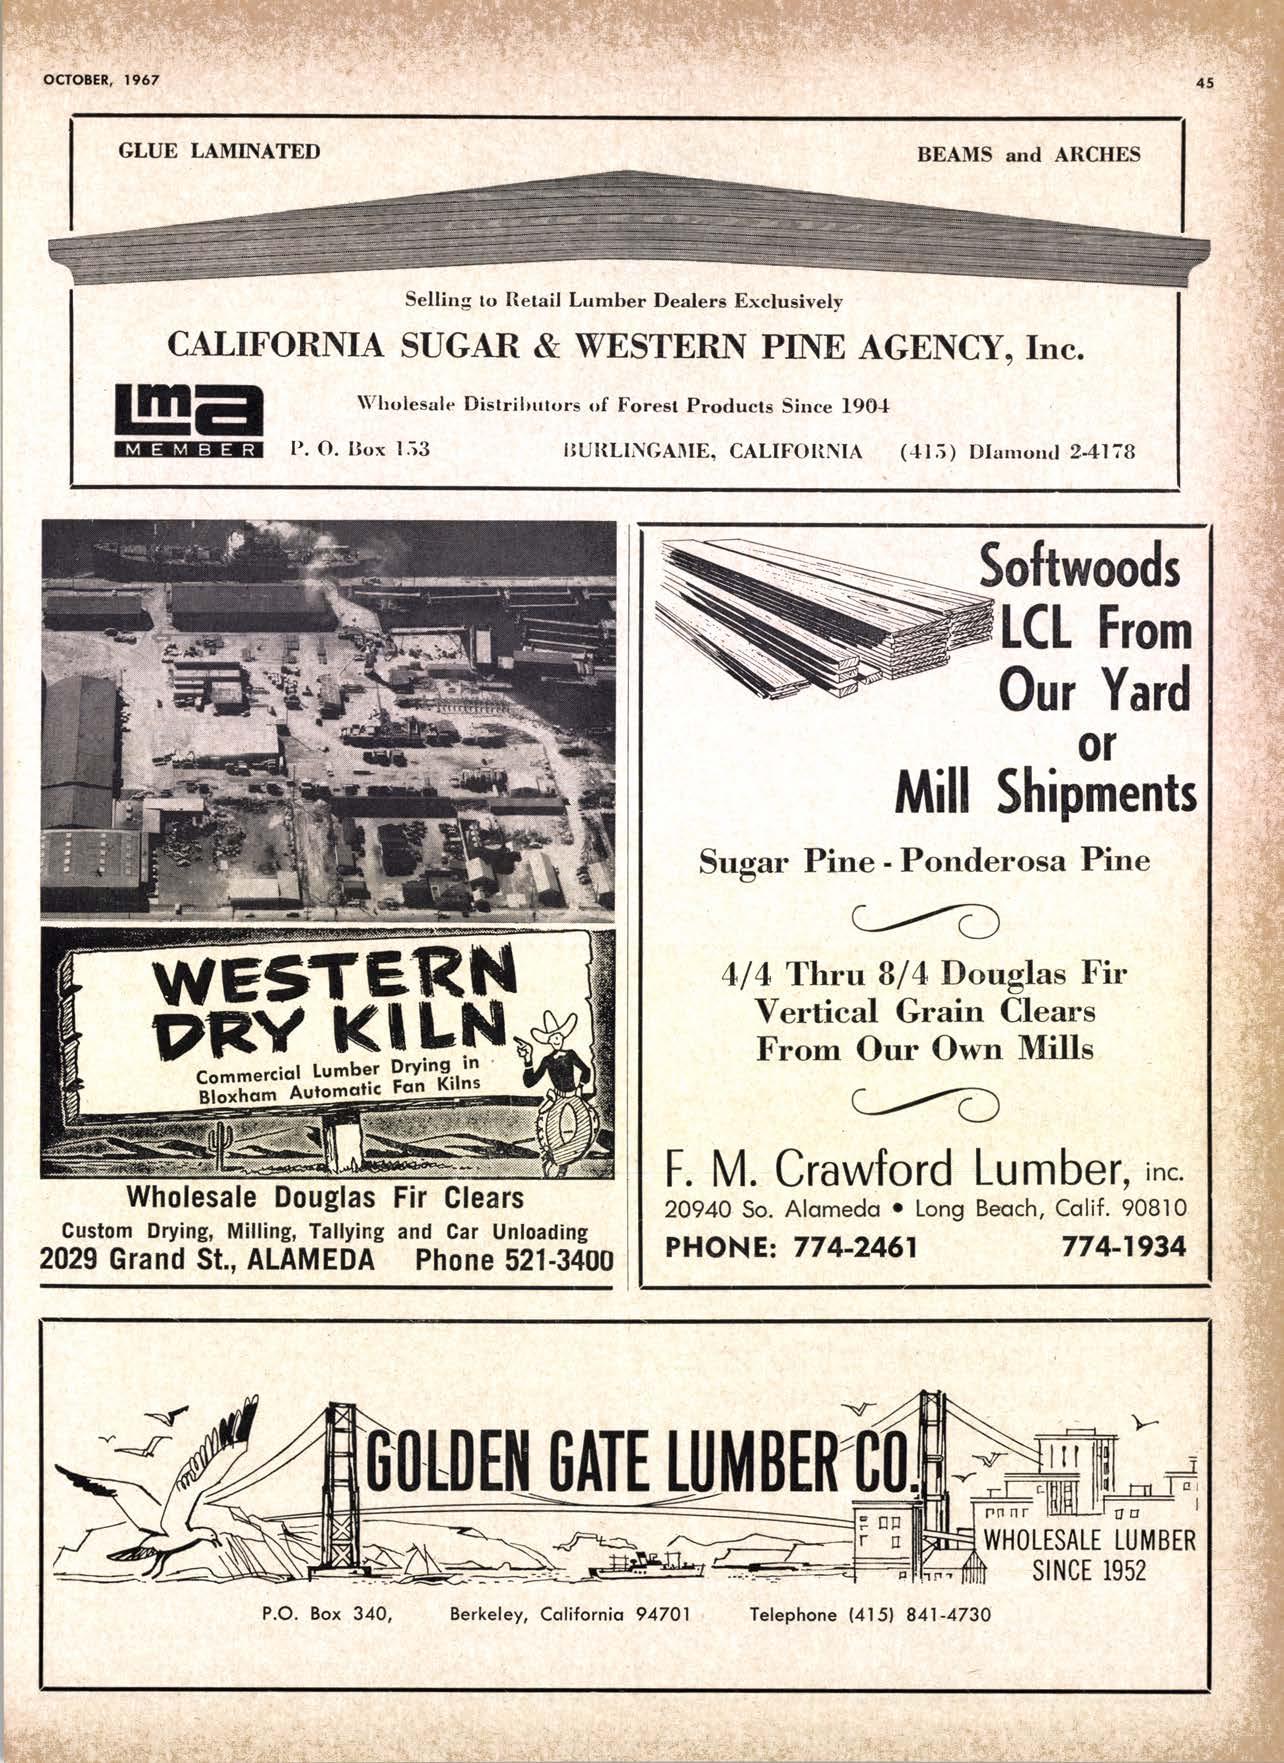 OCTOBER, 1967
45
GLUE LAMINATED
BEAMS and ARCHES
Selling to Retail Lumber Dealers Exclusively
CALIFORNIA SUGAR & WESTERN PINE AGENCY, Inc.
lma
MEMBER
Wholesale Distributors of Forest Products Since 1904
P. O. Box 153 BURLINGAME, CALIFORNIA (415) DIamond 2-4178
WESTERN
DRY KILN
Commercial Lumber Drying in
Bloxham Automatic Fan Kilns
Wholesale Douglas Fir Clears
Custom Drying, Milling, Tallying and Car Unloading
2029 Grand St., ALAMEDA Phone 521-3400
Softwoods
LCL From
Our Yard
or
Mill Shipments
Sugar Pine - Ponderosa Pine
4/4 Thru 8/4 Douglas Fir
Vertical Grain Clears
From Our Own Mills
F. M. Crawford Lumber, inc.
20940 So. Alameda • Long Beach, Calif. 90810
PHONE: 774-2461 774-1934
GOLDEN GATE LUMBER CO.
WHOLESALE LUMBER
SINCE 1952
P.O. Box 340, Berkeley, California 94701 Telephone (415) 841-4730